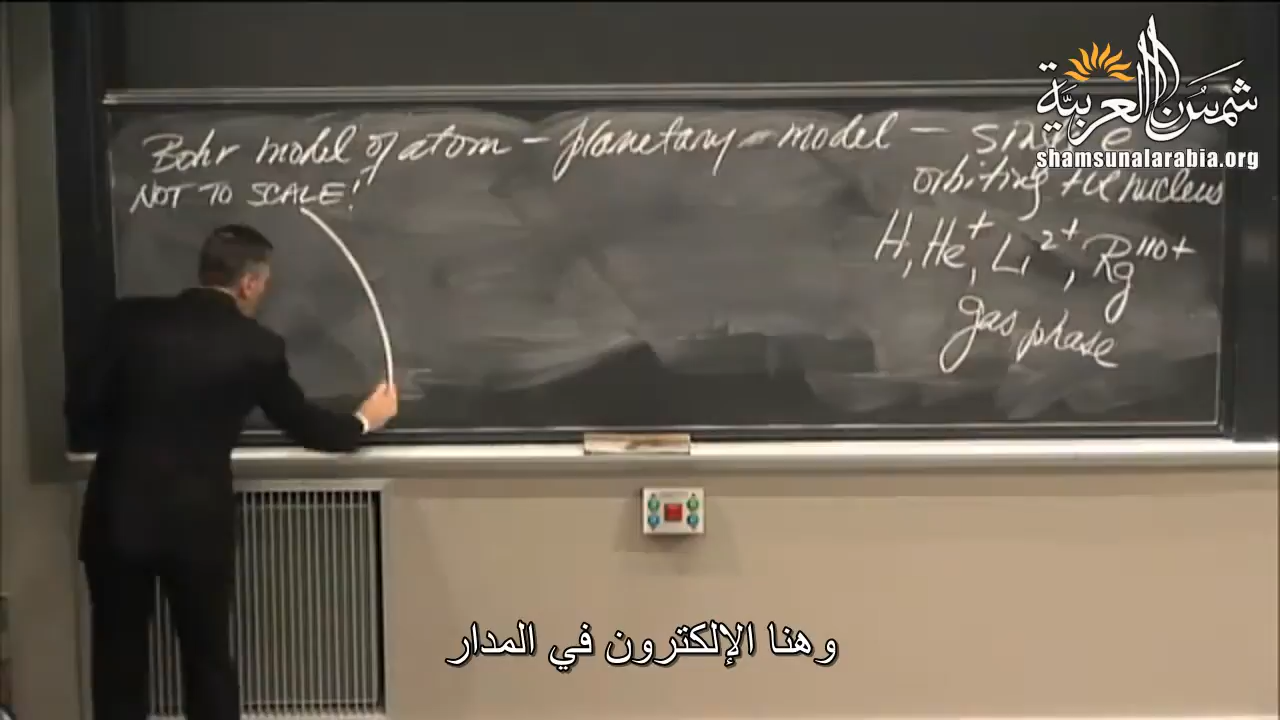 شمس العربية
shamsunalarabia.org
Bohr model of atom - planetary - model -
NOT TO SCALE!
orbiting the nucleus
H, He⁺, Li²⁺, Rg¹¹⁰⁺
gas phase
وهنا الإلكترون في المدار